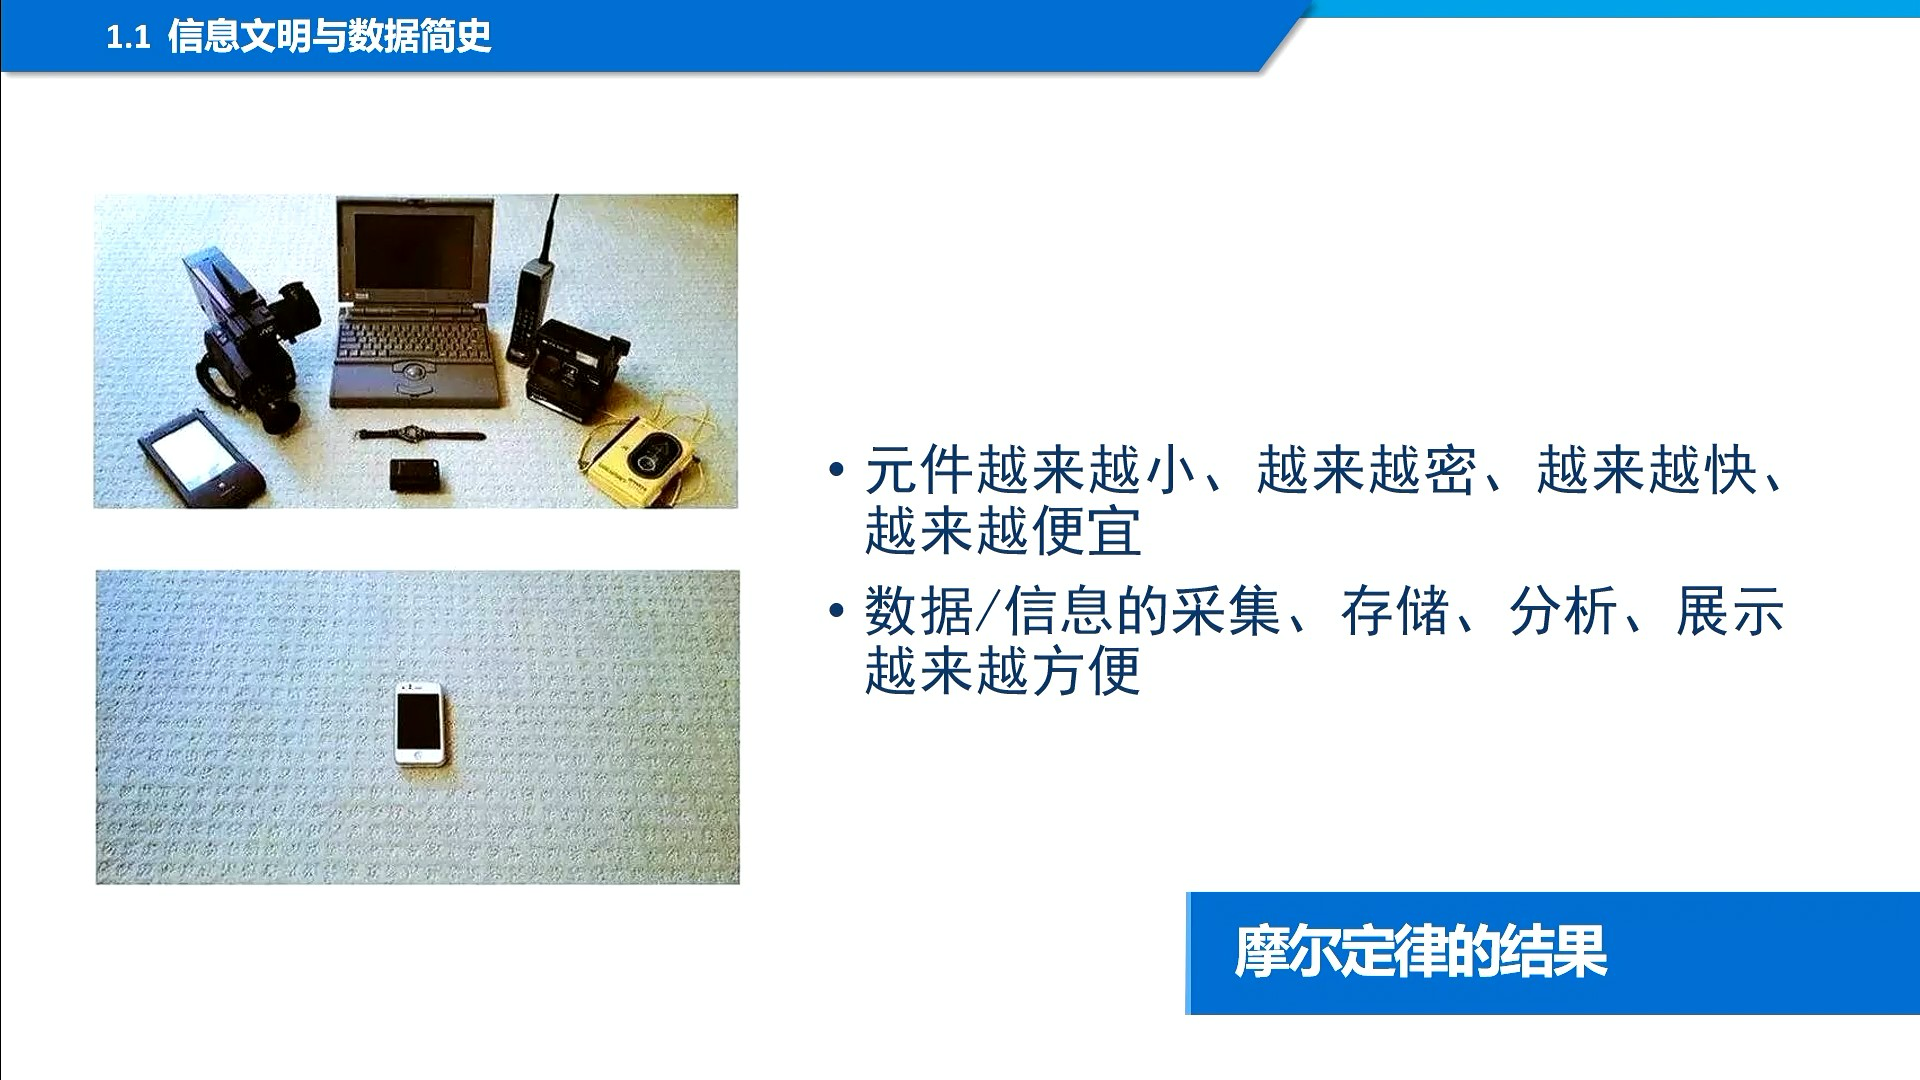 1.1 信息文明与数据简史
• 元件越来越小、越来越密、越来越快、
越来越便宜
• 数据/信息的采集、存储、分析、展示
越来越方便
摩尔定律的结果